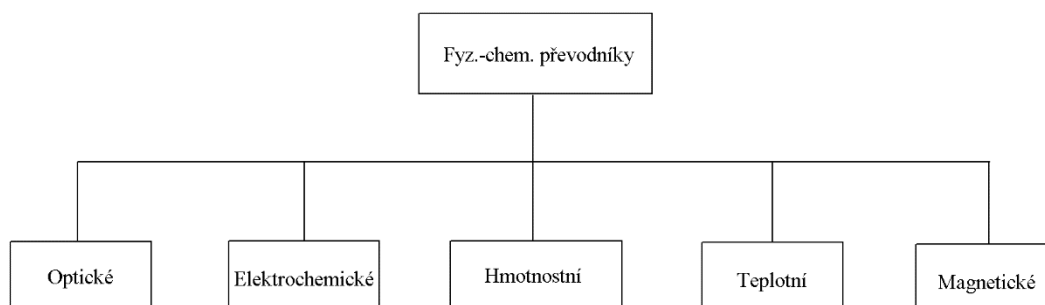 Fyz.-chem. převodníky
Optické
Elektrochemické
Hmotnostní
Teplotní
Magnetické